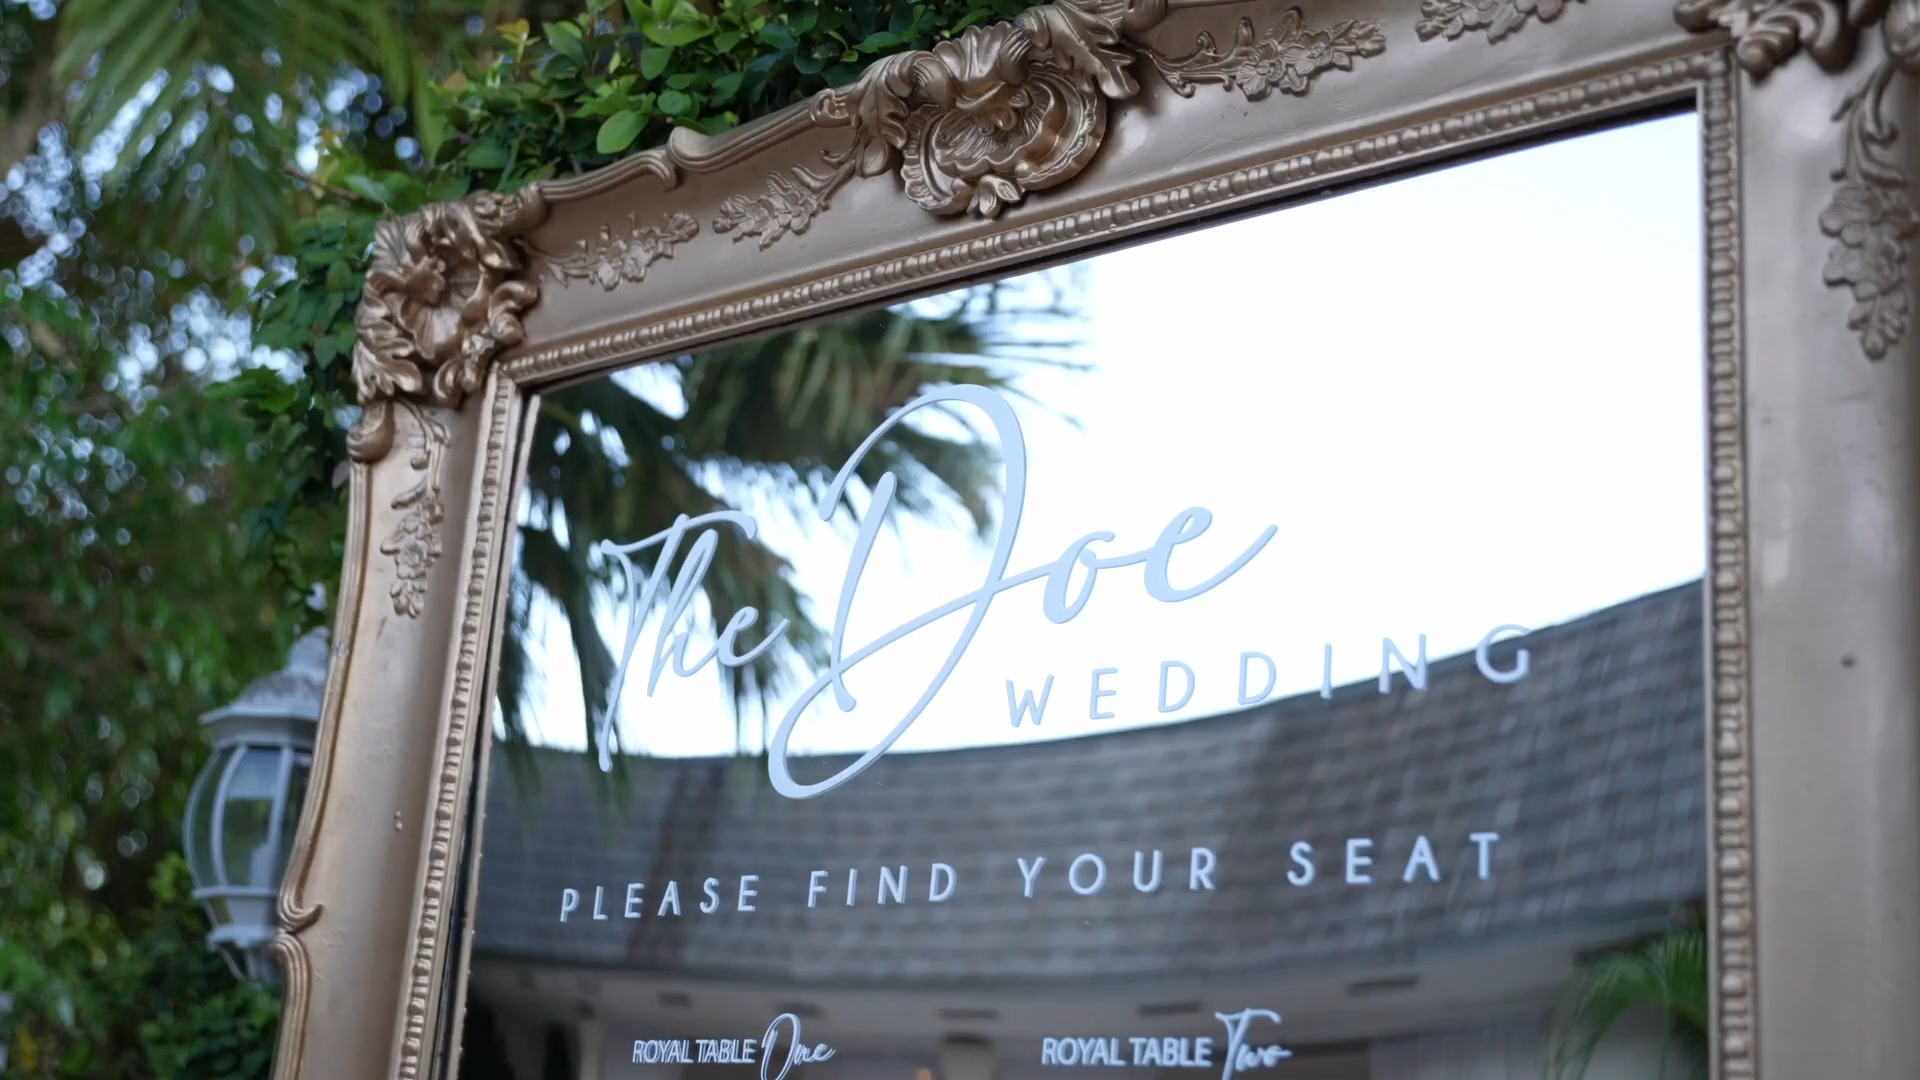 The Doe
WEDDING
PLEASE FIND YOUR SEAT
ROYAL TABLE One
ROYAL TABLE Two